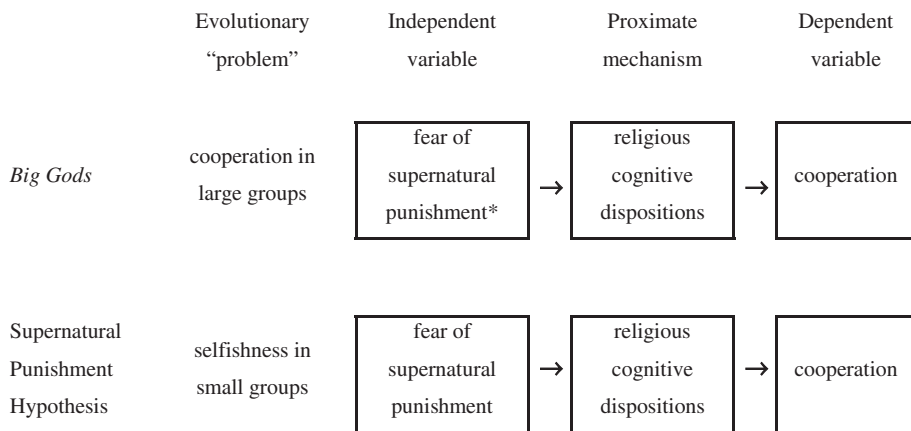 Evolutionary
"problem"
Independent
variable
Proximate
mechanism
Dependent
variable
Big Gods
cooperation in
large groups
fear of
supernatural
punishment*
→
religious
cognitive
dispositions
→
cooperation
Supernatural
Punishment
Hypothesis
selfishness in
small groups
fear of
supernatural
punishment
→
religious
cognitive
dispositions
→
cooperation